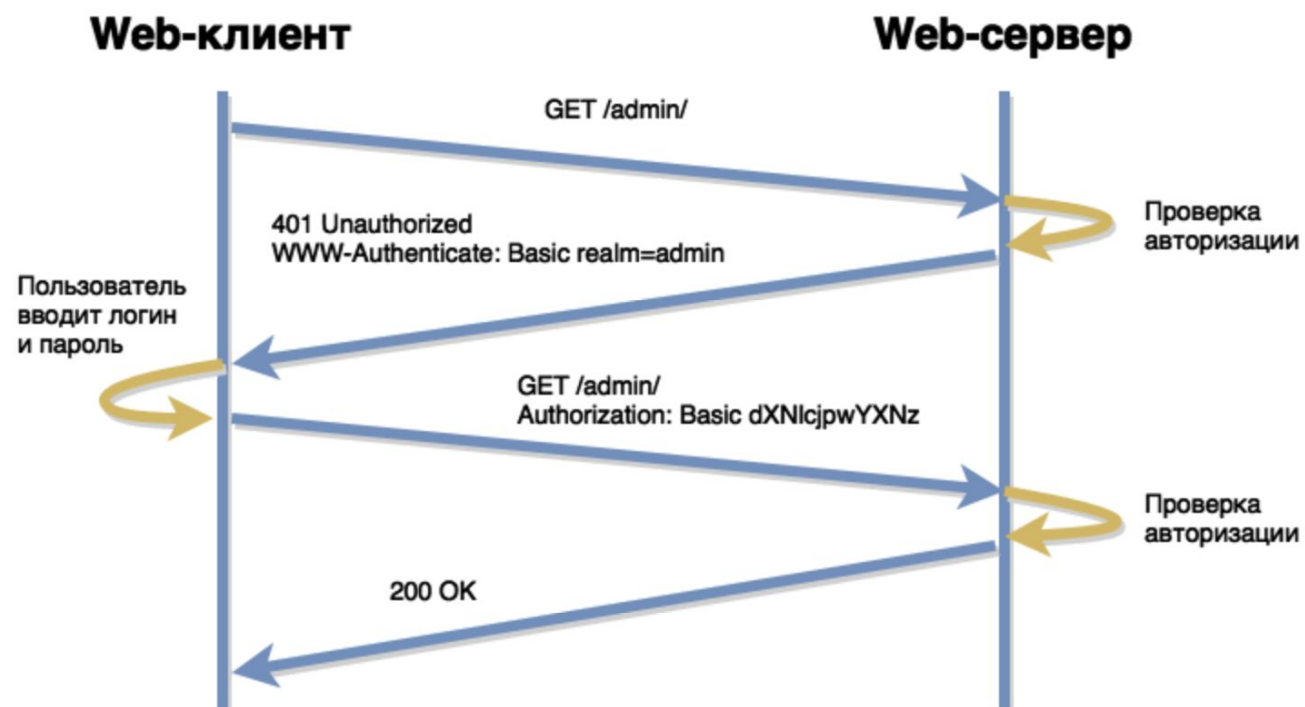 Web-клиент
Web-сервер
GET /admin/
Проверка
авторизации
401 Unauthorized
WWW-Authenticate: Basic realm=admin
Пользователь
вводит логин
и пароль
GET /admin/
Authorization: Basic dXNlcjpwYXNz
Проверка
авторизации
200 OK